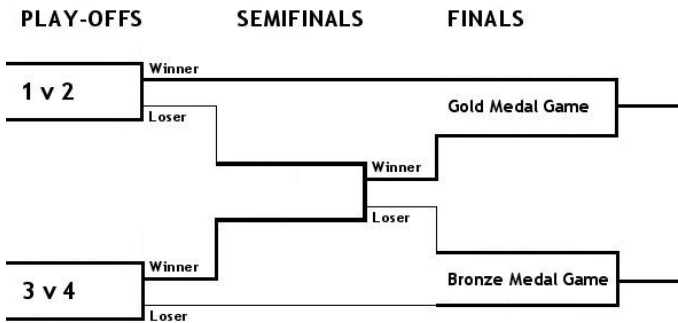 PLAY-OFFS SEMIFINALS FINALS
Winner
1 v 2
Gold Medal Game
Loser
Winner
Loser
Winner
3 v 4
Bronze Medal Game
Loser